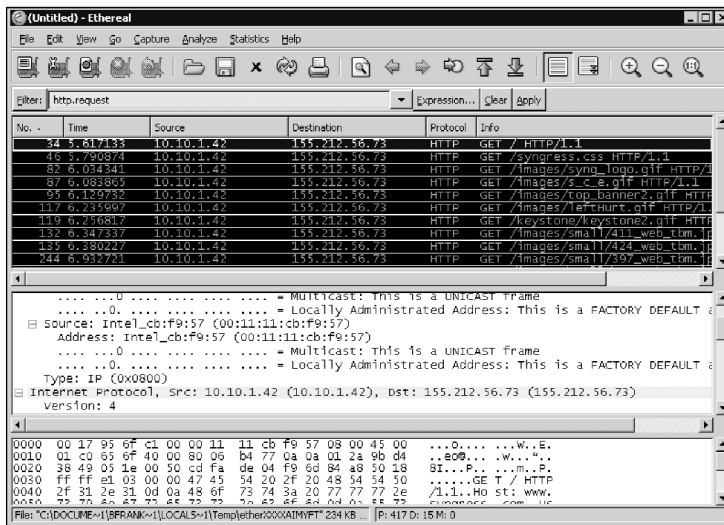 (Untitled) - Ethereal
File Edit View Go Capture Analyze Statistics Help
Filter: http.request Expression... Clear Apply
No. - Time Source Destination Protocol Info
34 5.617133 10.10.1.42 155.212.56.73 HTTP GET / HTTP/1.1
46 5.790874 10.10.1.42 155.212.56.73 HTTP GET /syngress.css HTTP/1.1
82 6.034341 10.10.1.42 155.212.56.73 HTTP GET /images/syng_logo.gif HTTP/1
87 6.083865 10.10.1.42 155.212.56.73 HTTP GET /images/s_c_e.gif HTTP/1.1
95 6.129732 10.10.1.42 155.212.56.73 HTTP GET /images/top_banner2.gif HTTP
117 6.235997 10.10.1.42 155.212.56.73 HTTP GET /images/leftHurt.gif HTTP/1.
119 6.256817 10.10.1.42 155.212.56.73 HTTP GET /keystone/keystone2.gif HTTP
132 6.347337 10.10.1.42 155.212.56.73 HTTP GET /images/small/411_web_tbm.jp
135 6.380227 10.10.1.42 155.212.56.73 HTTP GET /images/small/424_web_tbm.jp
244 6.932721 10.10.1.42 155.212.56.73 HTTP GET /images/small/397_web_tbm.jp
.... ...0 .... .... .... .... = Multicast: This is a UNICAST frame
.... ..0. .... .... .... .... = Locally Administrated Address: This is a FACTORY DEFAULT a
Source: Intel_cb:f9:57 (00:11:11:cb:f9:57)
Address: Intel_cb:f9:57 (00:11:11:cb:f9:57)
.... ...0 .... .... .... .... = Multicast: This is a UNICAST frame
.... ..0. .... .... .... .... = Locally Administrated Address: This is a FACTORY DEFAULT a
Type: IP (0x0800)
Internet Protocol, Src: 10.10.1.42 (10.10.1.42), Dst: 155.212.56.73 (155.212.56.73)
Version: 4
0000 00 17 95 6f c1 00 00 11 11 cb f9 57 08 00 45 00 ...o.... ...W..E.
0010 01 c0 65 6f 40 00 80 06 b4 77 0a 0a 01 2a 9b d4 ..eo@... .w...*..
0020 38 49 05 1e 00 50 cd fa de 04 f9 6d 84 a8 50 18 8I...P.. ...m..P.
0030 ff ff e1 03 00 00 47 45 54 20 2f 20 48 54 54 50 ......GE T / HTTP
0040 2f 31 2e 31 0d 0a 48 6f 73 74 3a 20 77 77 77 2e /1.1..Ho st: www.
File: "C:\DOCUME~1\BFRANK~1\LOCALS~1\Temp\etherXXXXAIMYFT" 234 KB ... P: 417 D: 15 M: 0